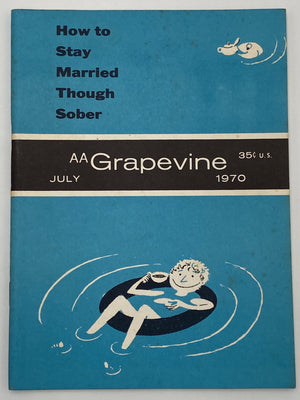 How to
Stay
Married
Though
Sober
AA Grapevine 35¢ U.S.
JULY 1970